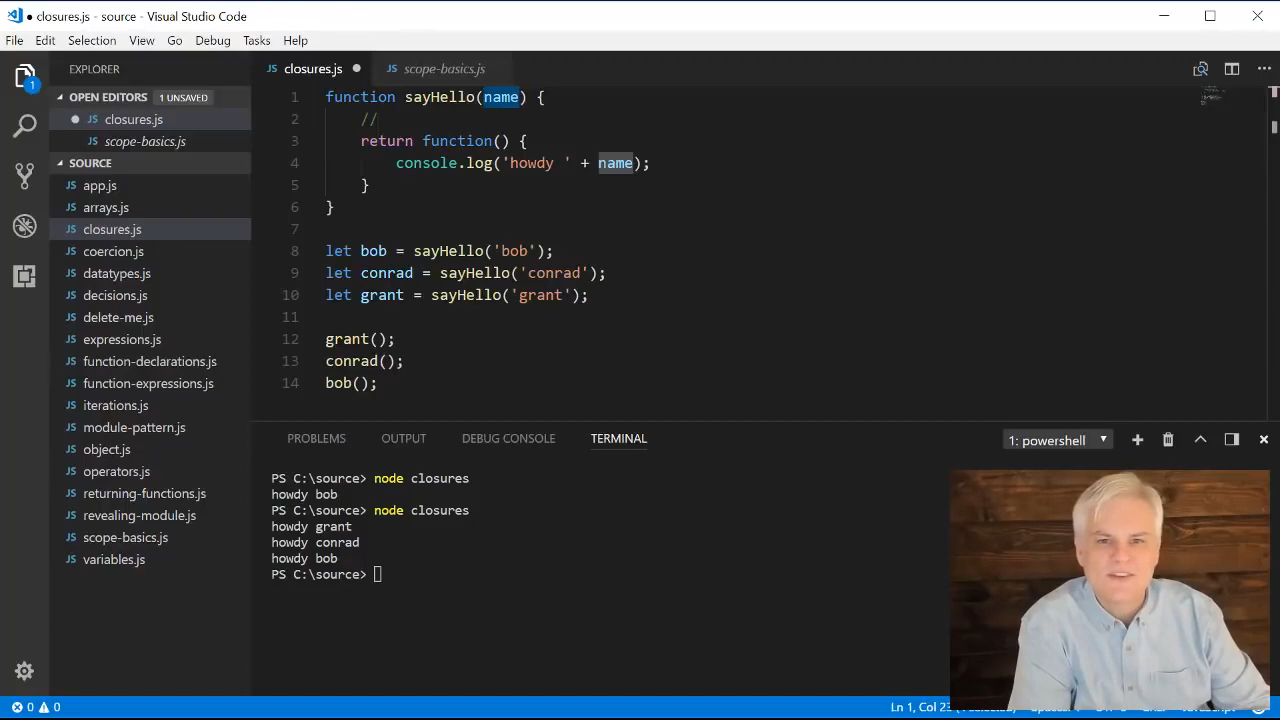 closures.js - source - Visual Studio Code
File Edit Selection View Go Debug Tasks Help
EXPLORER
closures.js
scope-basics.js
OPEN EDITORS 1 UNSAVED
closures.js
scope-basics.js
SOURCE
app.js
arrays.js
closures.js
coercion.js
datatypes.js
decisions.js
delete-me.js
expressions.js
function-declarations.js
function-expressions.js
iterations.js
module-pattern.js
object.js
operators.js
returning-functions.js
revealing-module.js
scope-basics.js
variables.js
1 function sayHello(name) {
2 //
3 return function() {
4 console.log('howdy ' + name);
5 }
6 }
7
8 let bob = sayHello('bob');
9 let conrad = sayHello('conrad');
10 let grant = sayHello('grant');
11
12 grant();
13 conrad();
14 bob();
PROBLEMS OUTPUT DEBUG CONSOLE TERMINAL
1: powershell
PS C:\source> node closures
howdy bob
PS C:\source> node closures
howdy grant
howdy conrad
howdy bob
PS C:\source>
1
0 0
Ln 1, Col 23